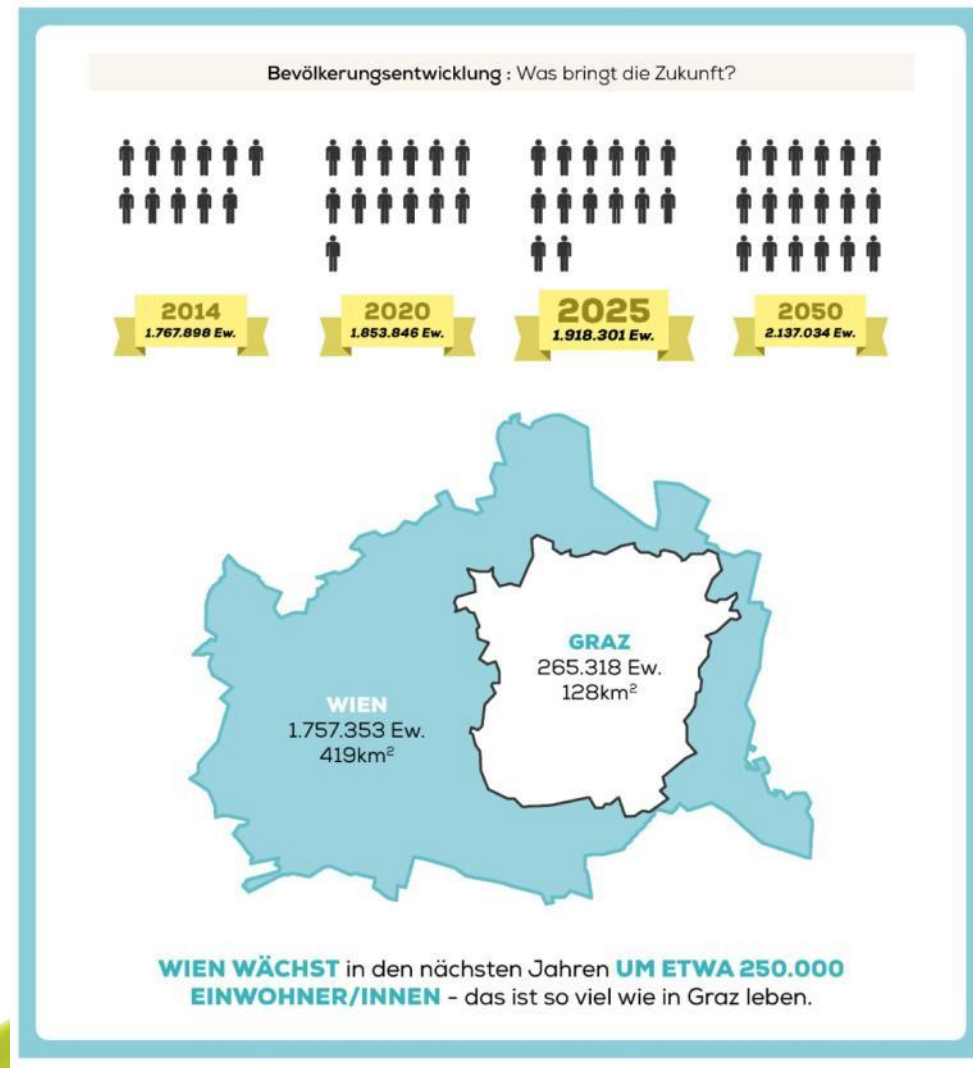 Bevölkerungsentwicklung : Was bringt die Zukunft?
2014
1.767.898 Ew.
2020
1.853.846 Ew.
2025
1.918.301 Ew.
2050
2.137.034 Ew.
GRAZ
265.318 Ew.
128km²
WIEN
1.757.353 Ew.
419km²
WIEN WÄCHST in den nächsten Jahren UM ETWA 250.000
EINWOHNER/INNEN - das ist so viel wie in Graz leben.